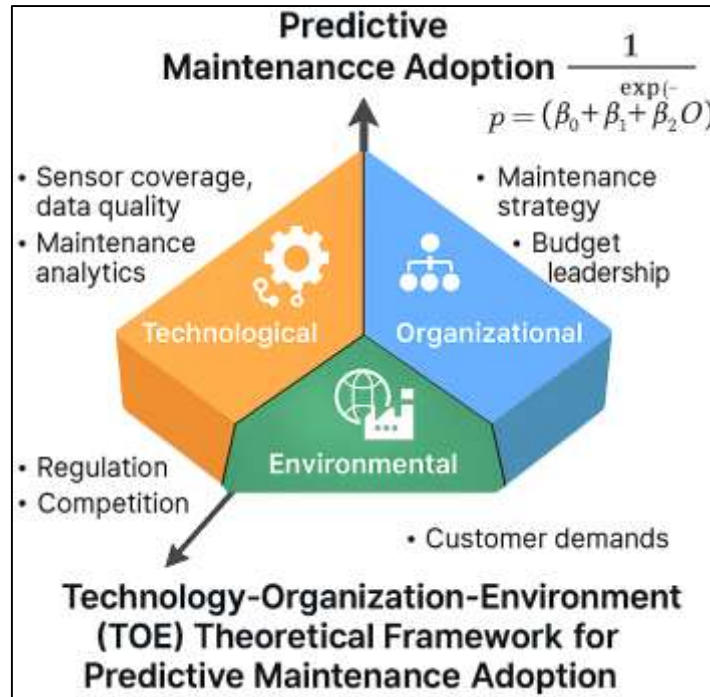 Predictive
Maintenancce Adoption
1
exp(-
p = (β₀ + β₁ + β₂O)
• Sensor coverage,
data quality
• Maintenance
analytics
• Maintenance
strategy
• Budget
leadership
Technological
Organizational
Environmental
• Regulation
• Competition
• Customer demands
Technology-Organization-Environment
(TOE) Theoretical Framework for
Predictive Maintenance Adoption